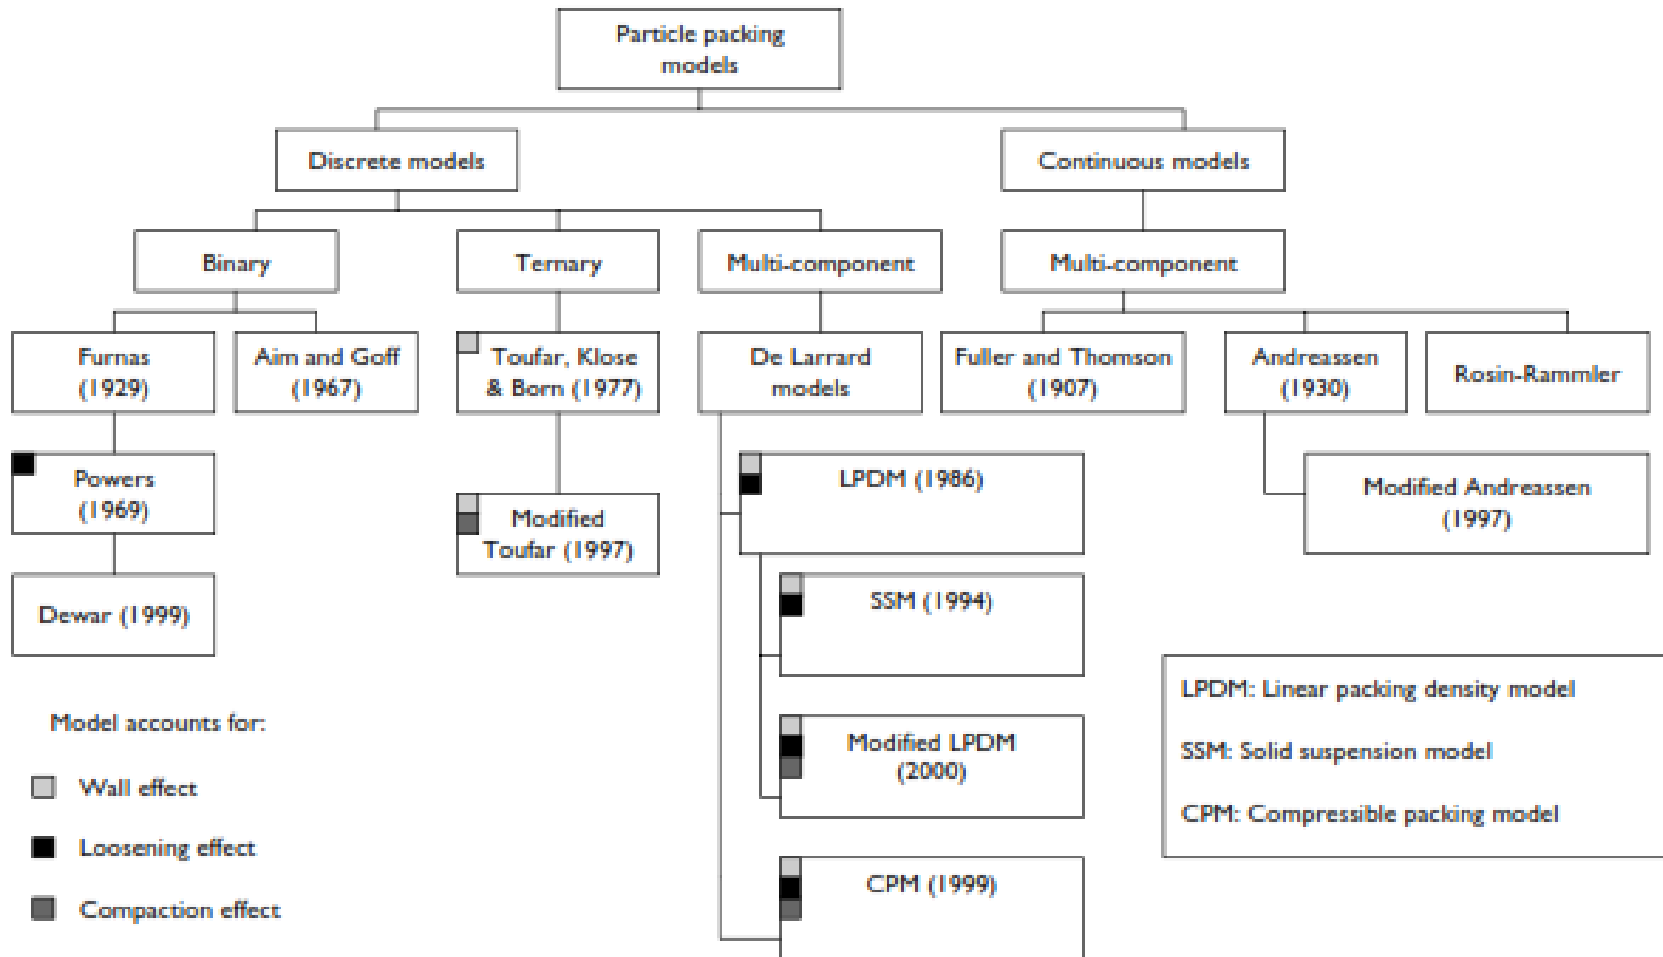 Particle packing
models
Discrete models
Continuous models
Binary
Ternary
Multi-component
Multi-component
Furnas
(1929)
Aim and Goff
(1967)
Toufar, Klose
& Born (1977)
De Larrard
models
Fuller and Thomson
(1907)
Andreassen
(1930)
Rosin-Rammler
Powers
(1969)
Modified
Toufar (1997)
LPDM (1986)
Modified Andreassen
(1997)
Dewar (1999)
SSM (1994)
Modified LPDM
(2000)
CPM (1999)
Model accounts for:
Wall effect
Loosening effect
Compaction effect
LPDM: Linear packing density model
SSM: Solid suspension model
CPM: Compressible packing model